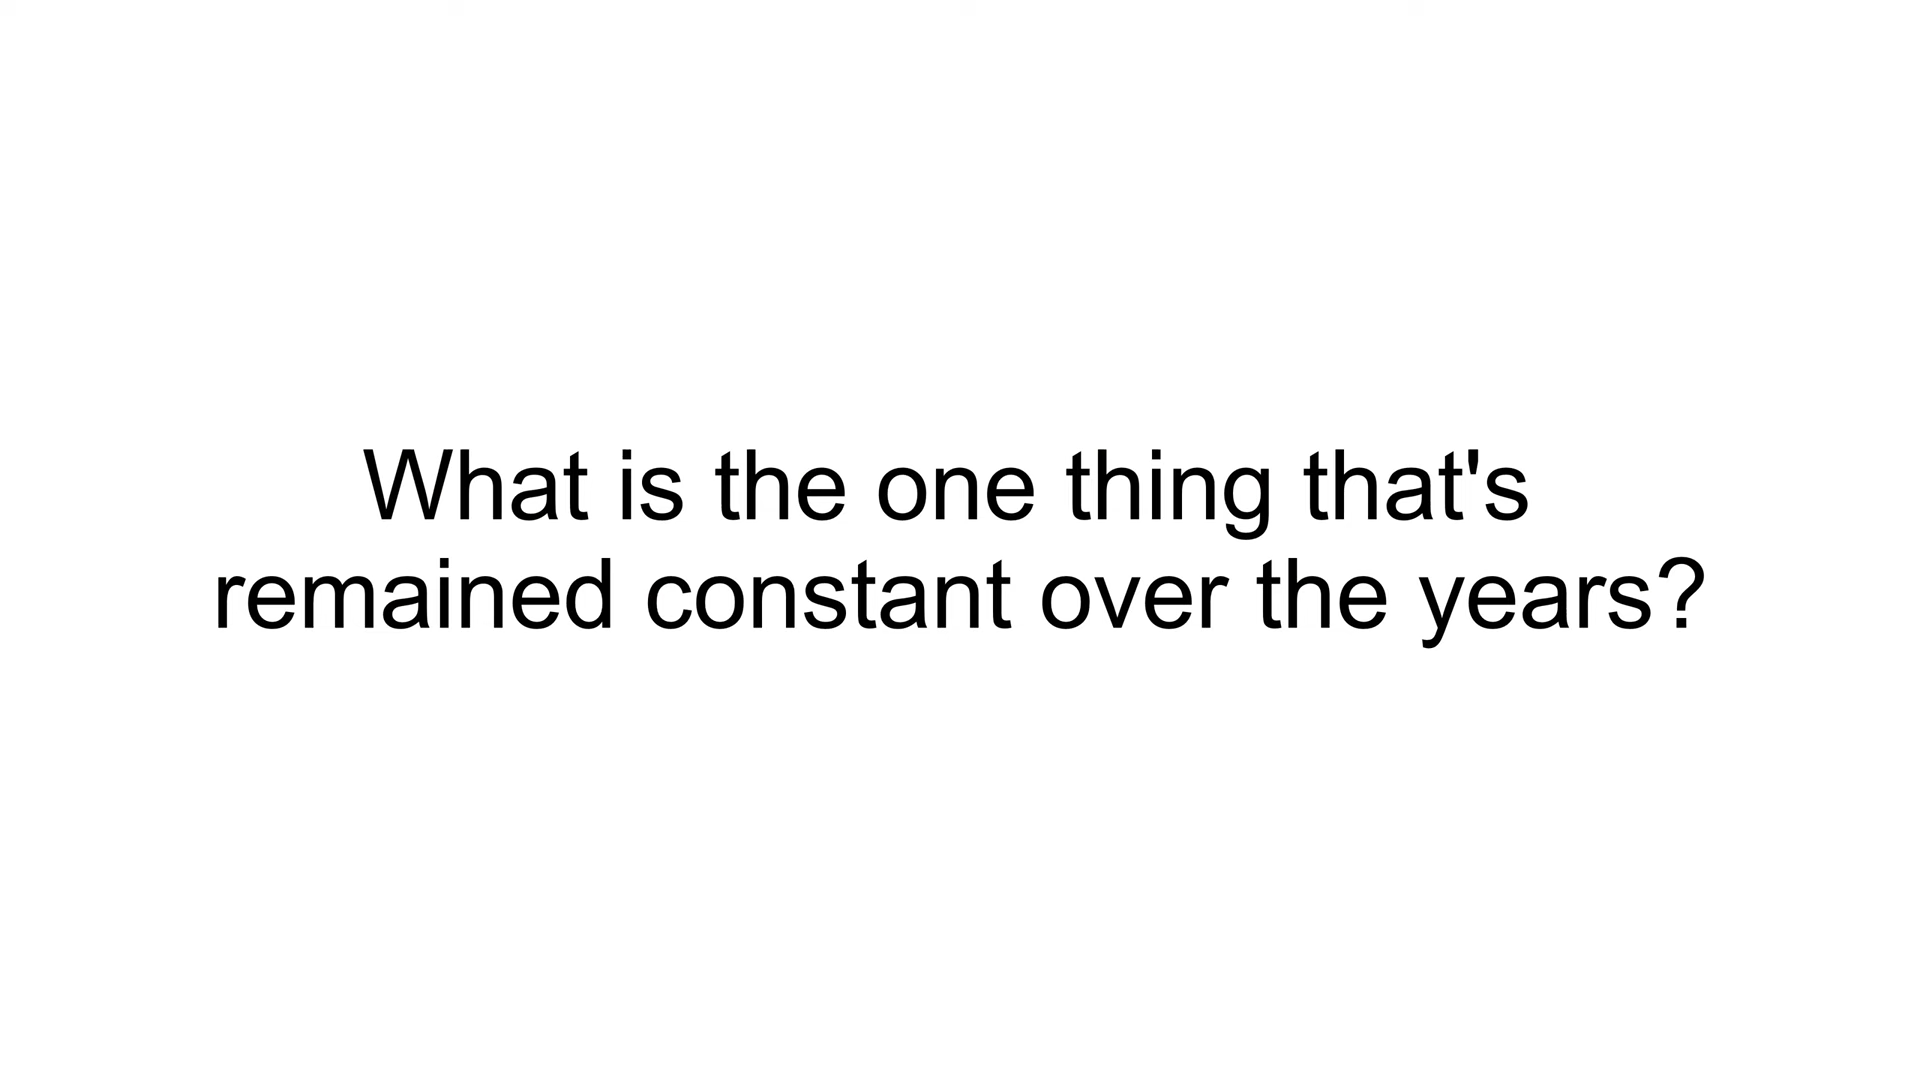 What is the one thing that's
remained constant over the years?